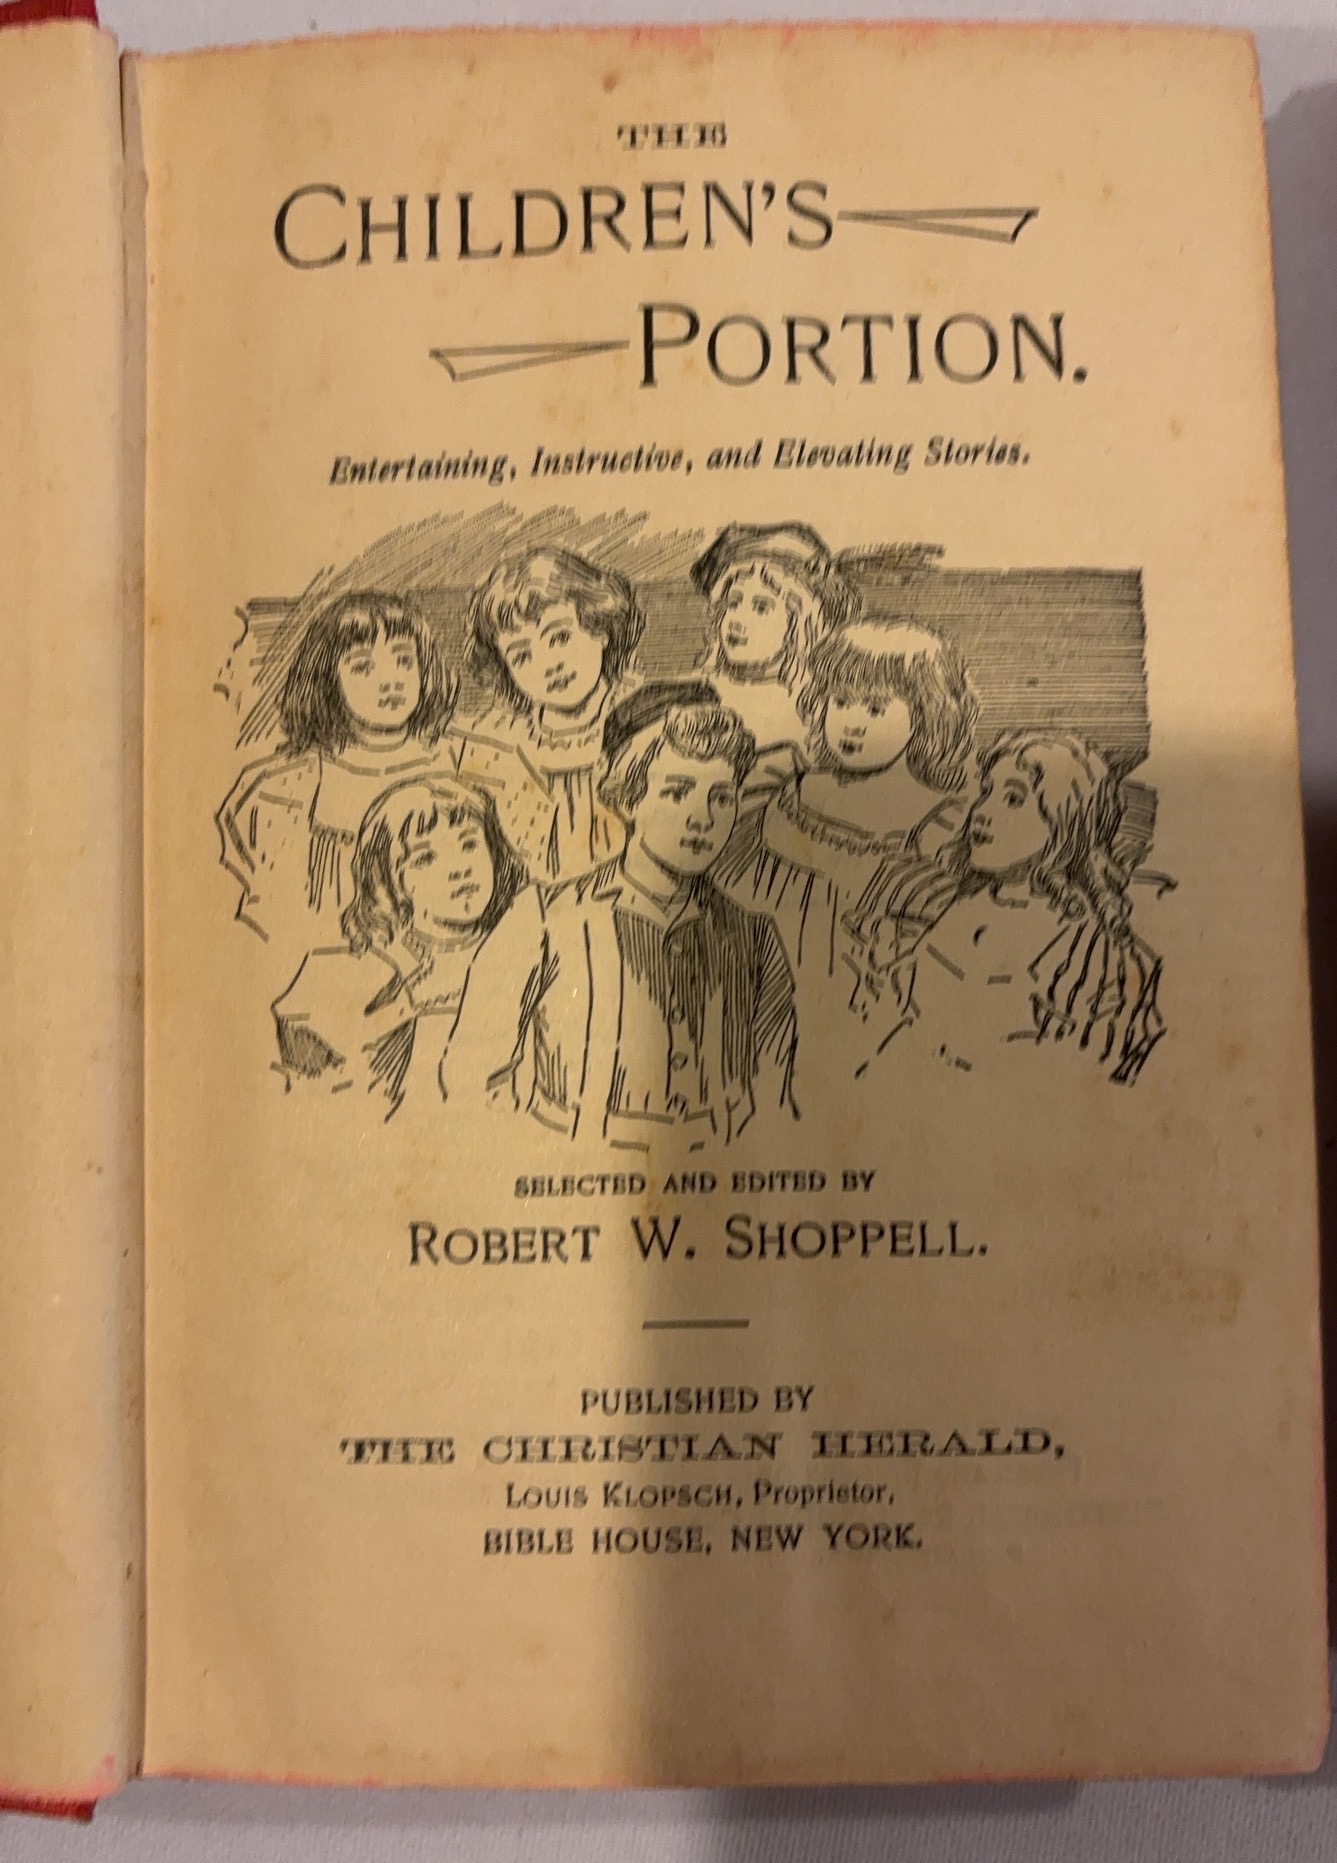 THE
CHILDREN'S
PORTION.
Entertaining, Instructive, and Elevating Stories.
SELECTED AND EDITED BY
ROBERT W. SHOPPELL.
PUBLISHED BY
THE CHRISTIAN HERALD,
LOUIS KLOPSCH, Proprietor,
BIBLE HOUSE, NEW YORK.